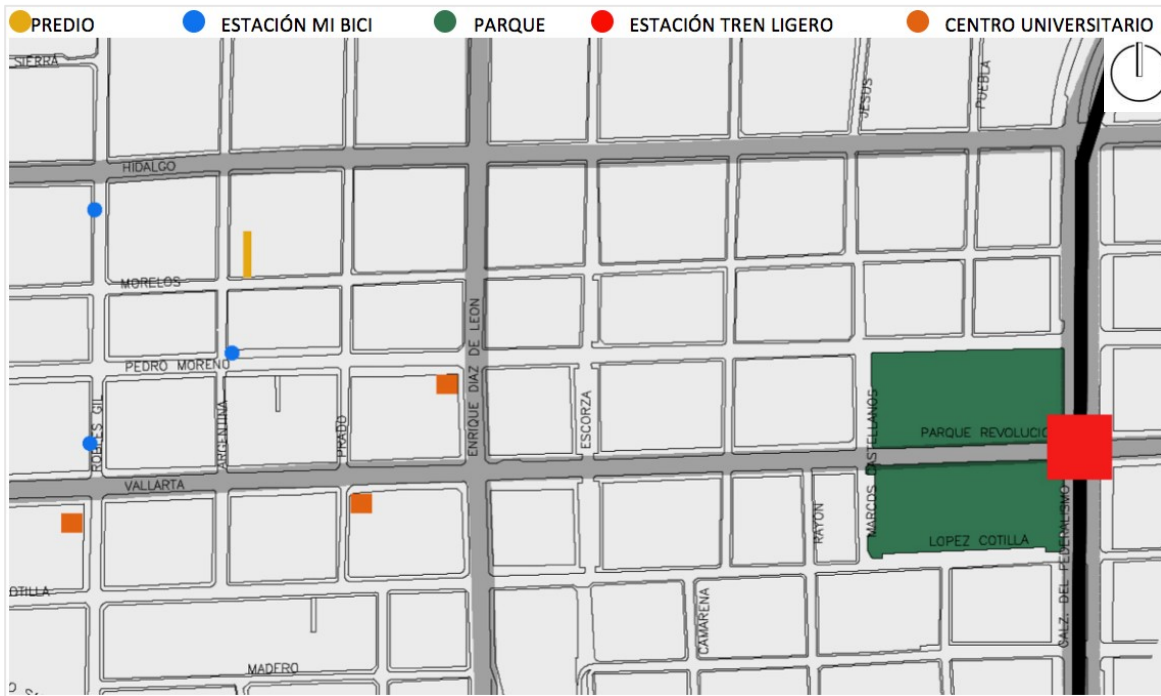 PREDIO
ESTACIÓN MI BICI
PARQUE
ESTACIÓN TREN LIGERO
CENTRO UNIVERSITARIO
SIERRA
JESUS
PUEBLA
HIDALGO
MORELOS
PEDRO MORENO
ENRIQUE DIAZ DE LEON
ROBLES GIL
ARGENTINA
PRADO
ESCORZA
MARCOS CASTELLANOS
PARQUE REVOLUCIO
VALLARTA
RAYON
LOPEZ COTILLA
CALZ. DEL FEDERALISMO
OTILLA
CAMARENA
MADERO